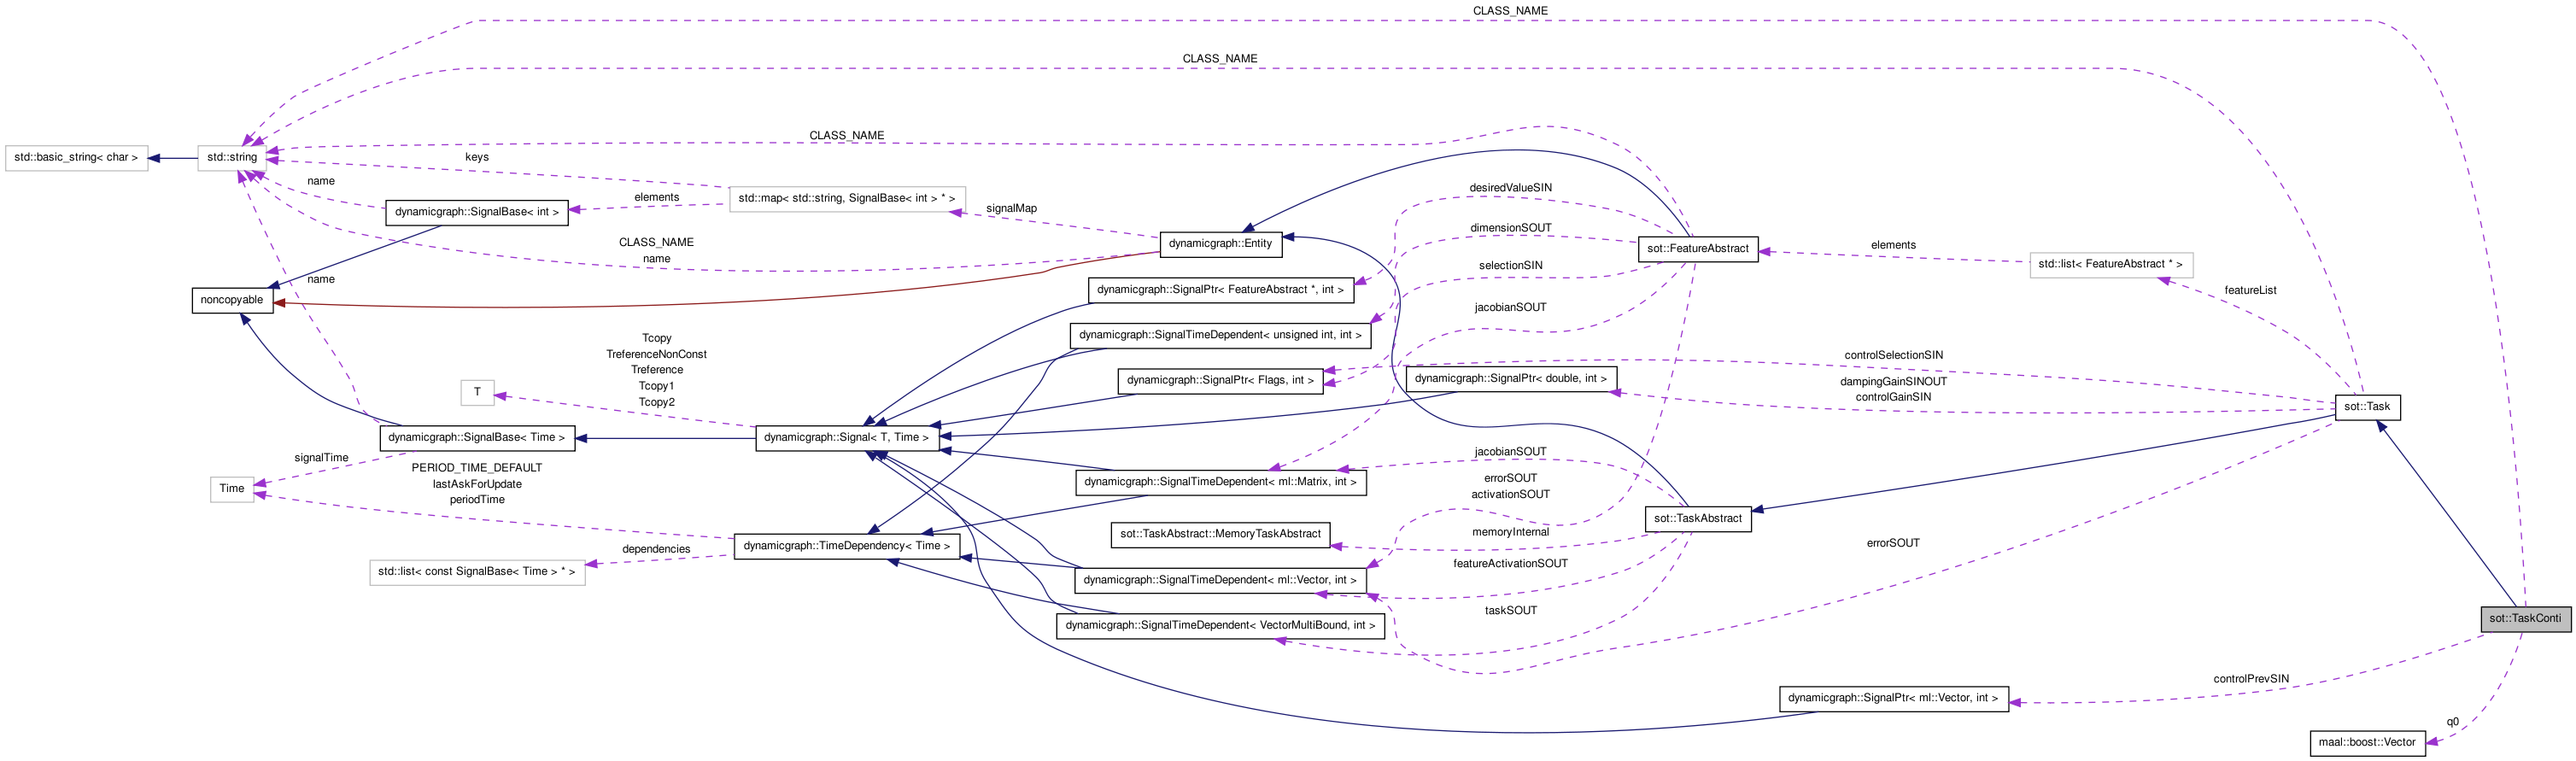 CLASS_NAME
CLASS_NAME
CLASS_NAME
std::basic_string< char >
std::string
keys
name
elements
std::map< std::string, SignalBase< int > * >
dynamicgraph::SignalBase< int >
signalMap
desiredValueSIN
dimensionSOUT
selectionSIN
jacobianSOUT
CLASS_NAME
name
dynamicgraph::Entity
sot::FeatureAbstract
elements
std::list< FeatureAbstract * >
featureList
name
noncopyable
dynamicgraph::SignalPtr< FeatureAbstract *, int >
dynamicgraph::SignalTimeDependent< unsigned int, int >
Tcopy
TreferenceNonConst
Treference
Tcopy1
Tcopy2
T
dynamicgraph::SignalPtr< Flags, int >
dynamicgraph::SignalPtr< double, int >
controlSelectionSIN
dampingGainSINOUT
controlGainSIN
sot::Task
dynamicgraph::SignalBase< Time >
dynamicgraph::Signal< T, Time >
signalTime
PERIOD_TIME_DEFAULT
lastAskForUpdate
periodTime
Time
dynamicgraph::SignalTimeDependent< ml::Matrix, int >
jacobianSOUT
errorSOUT
activationSOUT
sot::TaskAbstract
sot::TaskAbstract::MemoryTaskAbstract
memoryInternal
errorSOUT
dynamicgraph::TimeDependency< Time >
dependencies
std::list< const SignalBase< Time > * >
featureActivationSOUT
dynamicgraph::SignalTimeDependent< ml::Vector, int >
taskSOUT
dynamicgraph::SignalTimeDependent< VectorMultiBound, int >
sot::TaskConti
controlPrevSIN
dynamicgraph::SignalPtr< ml::Vector, int >
q0
maal::boost::Vector